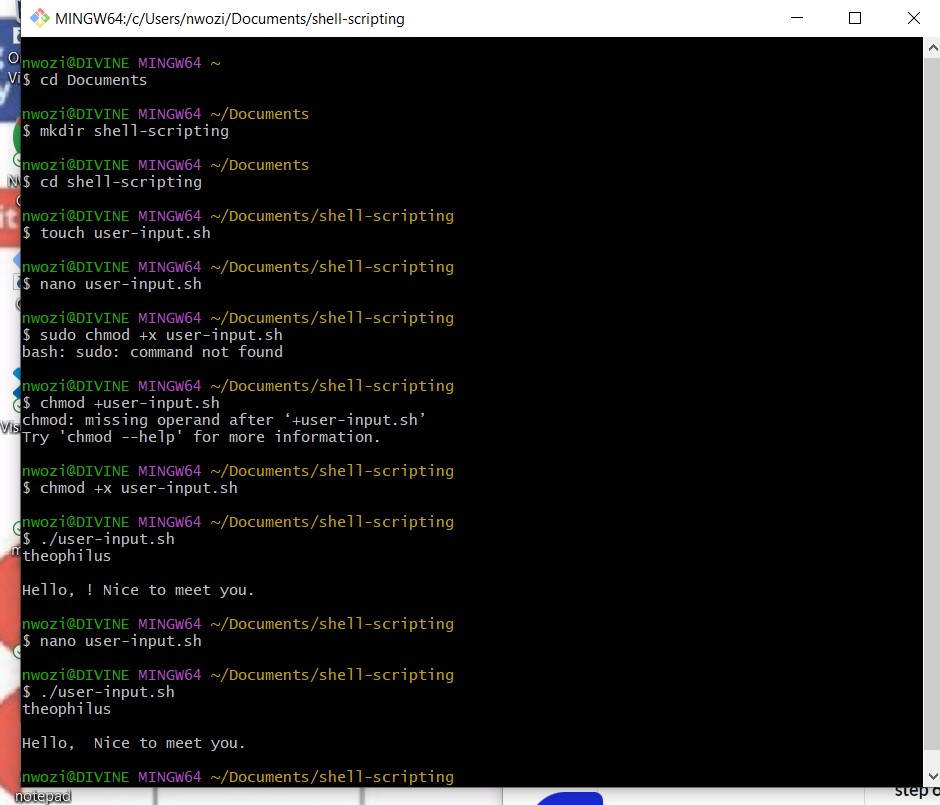 MINGW64:/c/Users/nwozi/Documents/shell-scripting
nwozi@DIVINE MINGW64 ~
$ cd Documents
nwozi@DIVINE MINGW64 ~/Documents
$ mkdir shell-scripting
nwozi@DIVINE MINGW64 ~/Documents
$ cd shell-scripting
nwozi@DIVINE MINGW64 ~/Documents/shell-scripting
$ touch user-input.sh
nwozi@DIVINE MINGW64 ~/Documents/shell-scripting
$ nano user-input.sh
nwozi@DIVINE MINGW64 ~/Documents/shell-scripting
$ sudo chmod +x user-input.sh
bash: sudo: command not found
nwozi@DIVINE MINGW64 ~/Documents/shell-scripting
$ chmod +user-input.sh
chmod: missing operand after ‘+user-input.sh’
Try 'chmod --help' for more information.
nwozi@DIVINE MINGW64 ~/Documents/shell-scripting
$ chmod +x user-input.sh
nwozi@DIVINE MINGW64 ~/Documents/shell-scripting
$ ./user-input.sh
theophilus
Hello, ! Nice to meet you.
nwozi@DIVINE MINGW64 ~/Documents/shell-scripting
$ nano user-input.sh
nwozi@DIVINE MINGW64 ~/Documents/shell-scripting
$ ./user-input.sh
theophilus
Hello,  Nice to meet you.
nwozi@DIVINE MINGW64 ~/Documents/shell-scripting
notepad
step